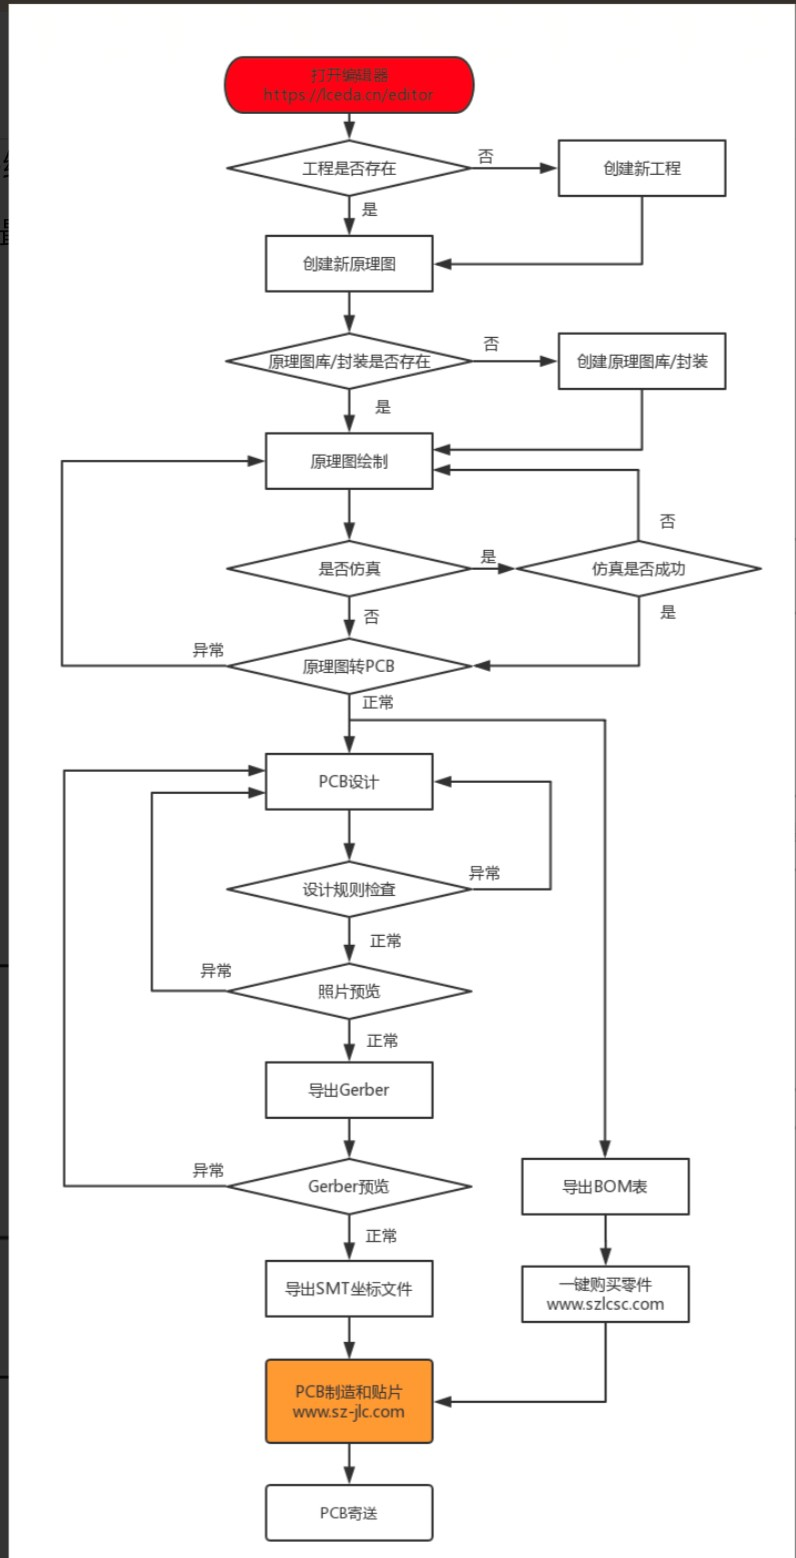 打开编辑器
https://lceda.cn/editor
工程是否存在
否
创建新工程
是
创建新原理图
原理图库/封装是否存在
否
创建原理图库/封装
是
原理图绘制
否
是否仿真
是
仿真是否成功
否
是
异常
原理图转PCB
正常
PCB设计
异常
设计规则检查
正常
异常
照片预览
正常
导出Gerber
异常
Gerber预览
导出BOM表
正常
导出SMT坐标文件
一键购买零件
www.szlcsc.com
PCB制造和贴片
www.sz-jlc.com
PCB寄送